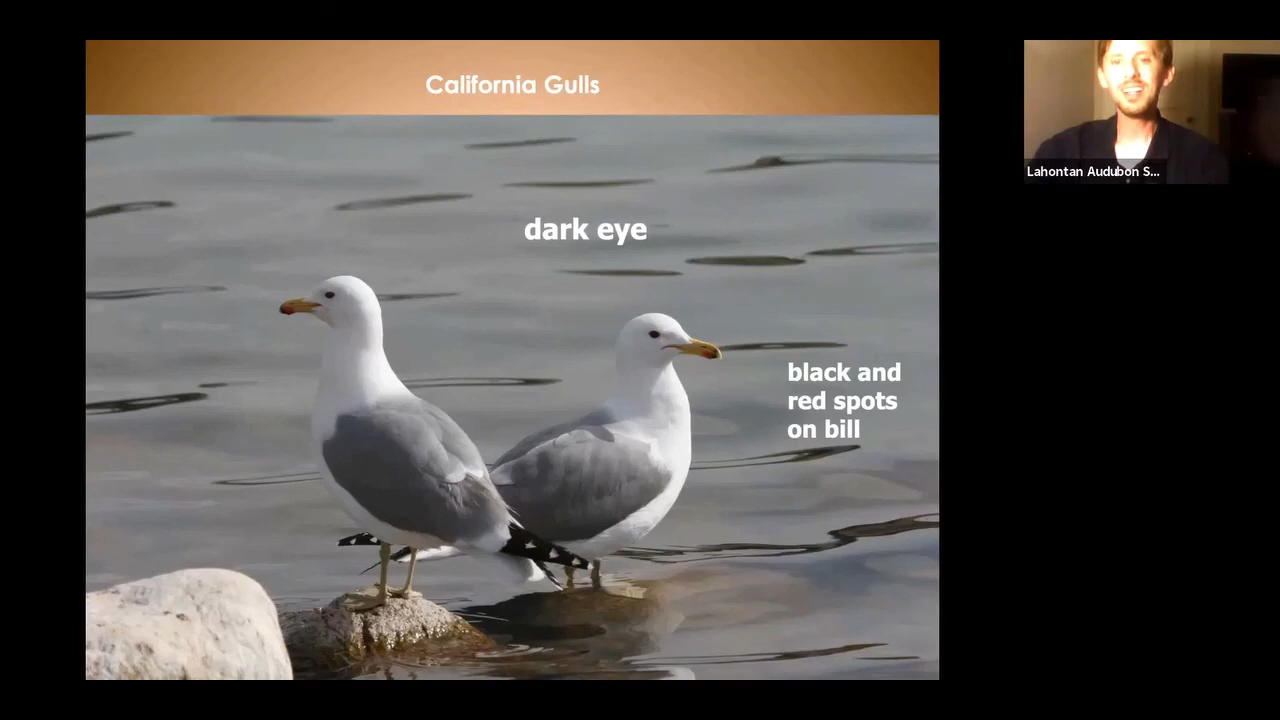 California Gulls
Lahontan Audubon S...
dark eye
black and
red spots
on bill